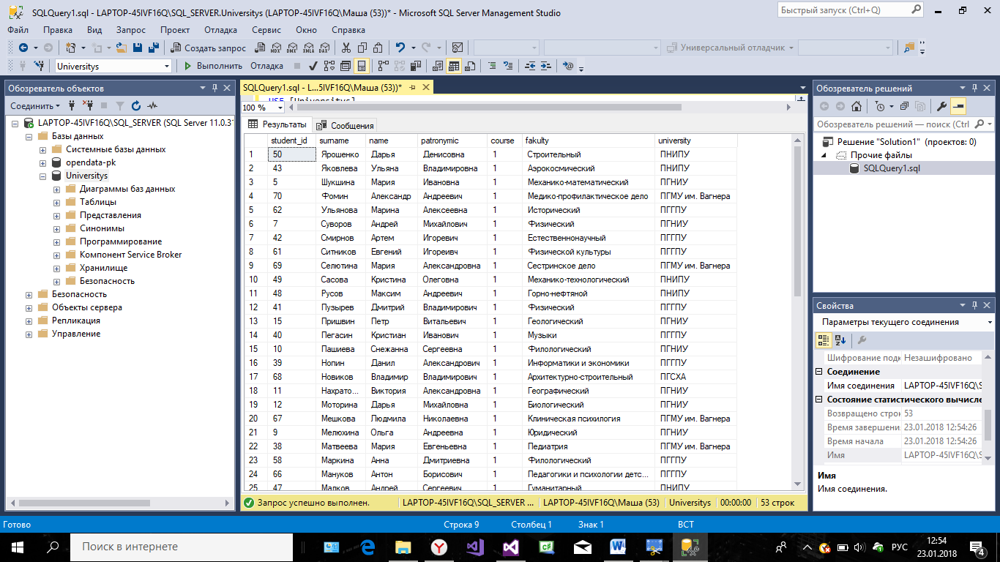 SQLQuery1.sql - LAPTOP-45IVF16Q\SQL_SERVER.Universitys (LAPTOP-45IVF16Q\Маша (53))* - Microsoft SQL Server Management Studio
Быстрый запуск (Ctrl+Q)
Файл Правка Вид Запрос Проект Отладка Сервис Окно Справка
Создать запрос
MDX DMX XMLA DAX
Универсальный отладчик
Universitys
Выполнить Отладка
Обозреватель объектов
Соединить
LAPTOP-45IVF16Q\SQL_SERVER (SQL Server 11.0.3
Базы данных
Системные базы данных
opendata-pk
Universitys
Диаграммы баз данных
Таблицы
Представления
Синонимы
Программирование
Компонент Service Broker
Хранилище
Безопасность
Безопасность
Объекты сервера
Репликация
Управление
SQLQuery1.sql - L...5IVF16Q\Маша (53))*
USE [Universitys]
100 %
Результаты Сообщения
student_id surname name patronymic course fakulty university
1 50 Ярошенко Дарья Денисовна 1 Строительный ПНИПУ
2 43 Яковлева Ульяна Владимировна 1 Аэрокосмический ПНИПУ
3 5 Шукшина Мария Ивановна 1 Механико-математический ПГНИУ
4 70 Фомин Александр Андреевич 1 Медико-профилактическое дело ПГМУ им. Вагнера
5 62 Ульянова Марина Алексеевна 1 Исторический ПГГПУ
6 7 Суворов Андрей Михайлович 1 Физический ПГНИУ
7 42 Смирнов Артем Игоревич 1 Естественнонаучный ПГГПУ
8 61 Ситников Евгений Игореивч 1 Физической культуры ПГГПУ
9 69 Селютина Мария Александровна 1 Сестринское дело ПГМУ им. Вагнера
10 49 Сасова Кристина Олеговна 1 Механико-технологический ПНИПУ
11 48 Русов Максим Андреевич 1 Горно-нефтяной ПНИПУ
12 41 Пузырев Дмитрий Владимирович 1 Физический ПГГПУ
13 15 Пришвин Петр Витальевич 1 Геологический ПГНИУ
14 40 Пегасин Кристиан Иванович 1 Музыки ПГГПУ
15 10 Пашиева Снежанна Сергеевна 1 Филологический ПГНИУ
16 39 Нопин Данил Александрович 1 Информатики и экономики ПГГПУ
17 68 Новиков Владимир Владимирович 1 Архитектурно-строительный ПГСХА
18 11 Нахрато... Виктория Александровна 1 Географический ПГНИУ
19 12 Моторина Дарья Михайловна 1 Биологический ПГНИУ
20 67 Мешкова Людмила Николаевна 1 Клиническая психилогия ПГМУ им. Вагнера
21 9 Мелюхина Ольга Андреевна 1 Юридический ПГНИУ
22 38 Матвеева Мария Евгеньевна 1 Педиатрия ПГМУ им. Вагнера
23 58 Маркина Анна Дмитриевна 1 Филологический ПГГПУ
24 66 Мануков Антон Борисович 1 Педагогики и психологии детс... ПГГПУ
25 47 Малков Андрей Сергеевич 1 Гуманитарный ПНИПУ
Запрос успешно выполнен. LAPTOP-45IVF16Q\SQL_SERVER ... LAPTOP-45IVF16Q\Маша (53) Universitys 00:00:00 53 строк
Обозреватель решений
Обозреватель решений — поиск (Ctrl+
Решение "Solution1" (проектов: 0)
Прочие файлы
SQLQuery1.sql
Свойства
Параметры текущего соединения
Шифрование подк Незашифровано
Соединение
Имя соединения LAPTOP-45IVF16Q\S
Состояние статистического вычисле
Возвращено строк 53
Время завершени 23.01.2018 12:54:26
Время начала 23.01.2018 12:54:26
Имя LAPTOP-45IVF16Q\S
Имя
Имя соединения.
Готово Строка 9 Столбец 1 Знак 1 ВСТ
Поиск в интернете
РУС
12:54
23.01.2018
4